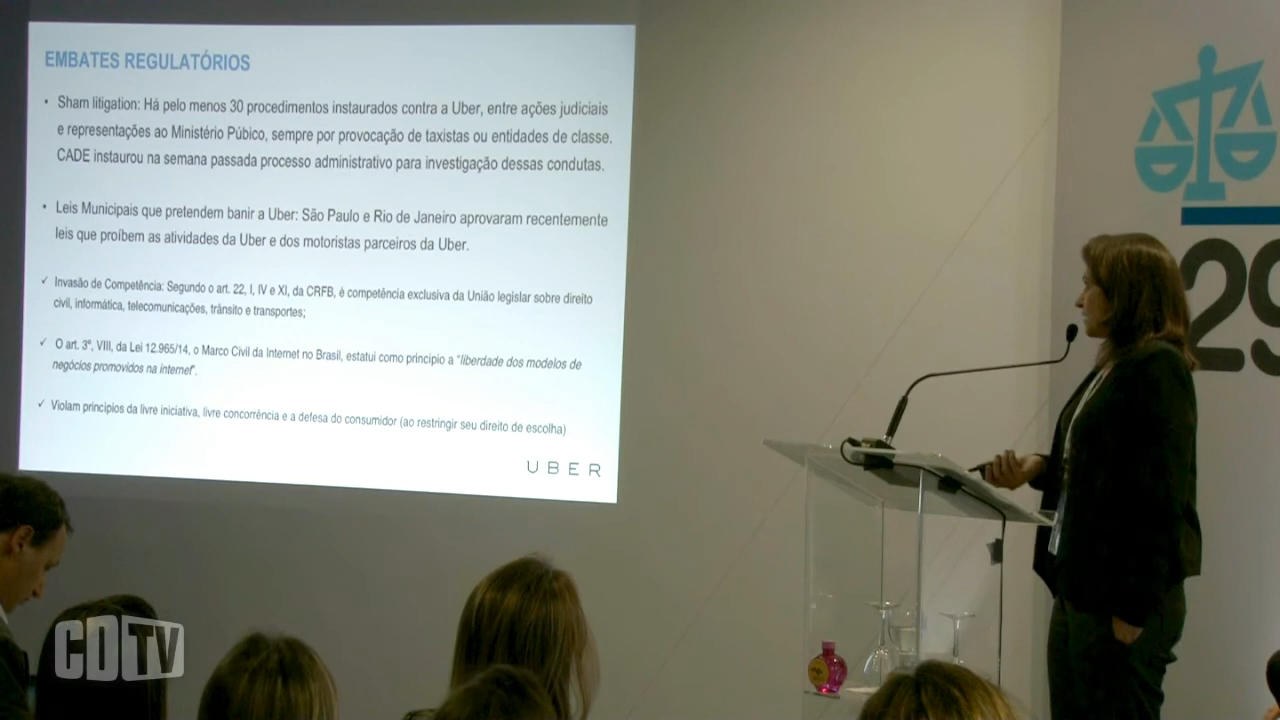 EMBATES REGULATÓRIOS
• Sham litigation: Há pelo menos 30 procedimentos instaurados contra a Uber, entre ações judiciais
e representações ao Ministério Púbico, sempre por provocação de taxistas ou entidades de classe.
CADE instaurou na semana passada processo administrativo para investigação dessas condutas.
• Leis Municipais que pretendem banir a Uber: São Paulo e Rio de Janeiro aprovaram recentemente
leis que proíbem as atividades da Uber e dos motoristas parceiros da Uber.
✓ Invasão de Competência: Segundo o art. 22, I, IV e XI, da CRFB, é competência exclusiva da União legislar sobre direito
civil, informática, telecomunicações, trânsito e transportes;
✓ O art. 3º, VIII, da Lei 12.965/14, o Marco Civil da Internet no Brasil, estatui como principio a "liberdade dos modelos de
negócios promovidos na internet".
✓ Violam princípios da livre iniciativa, livre concorrência e a defesa do consumidor (ao restringir seu direito de escolha)
UBER
29
CDTV